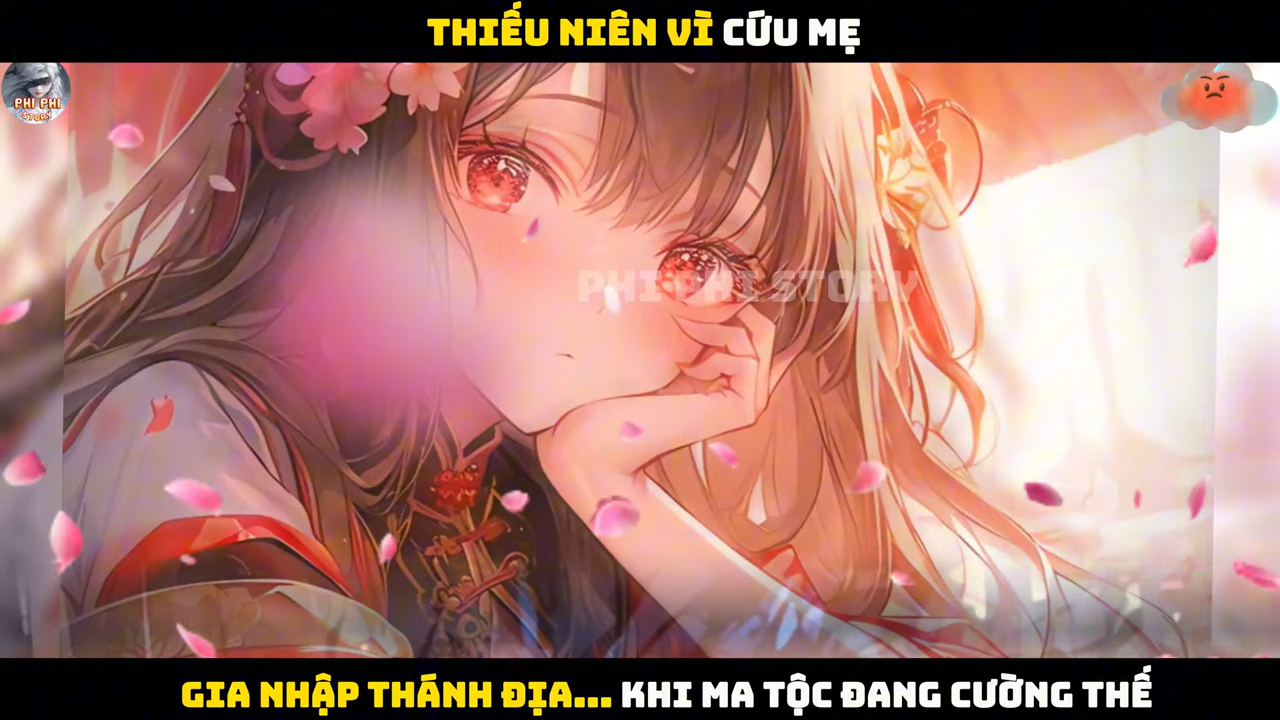 THIẾU NIÊN VÌ CỨU MẸ
PHI PHI
STORY
PHI PHI STORY
GIA NHẬP THÁNH ĐỊA... KHI MA TỘC ĐANG CƯỜNG THẾ